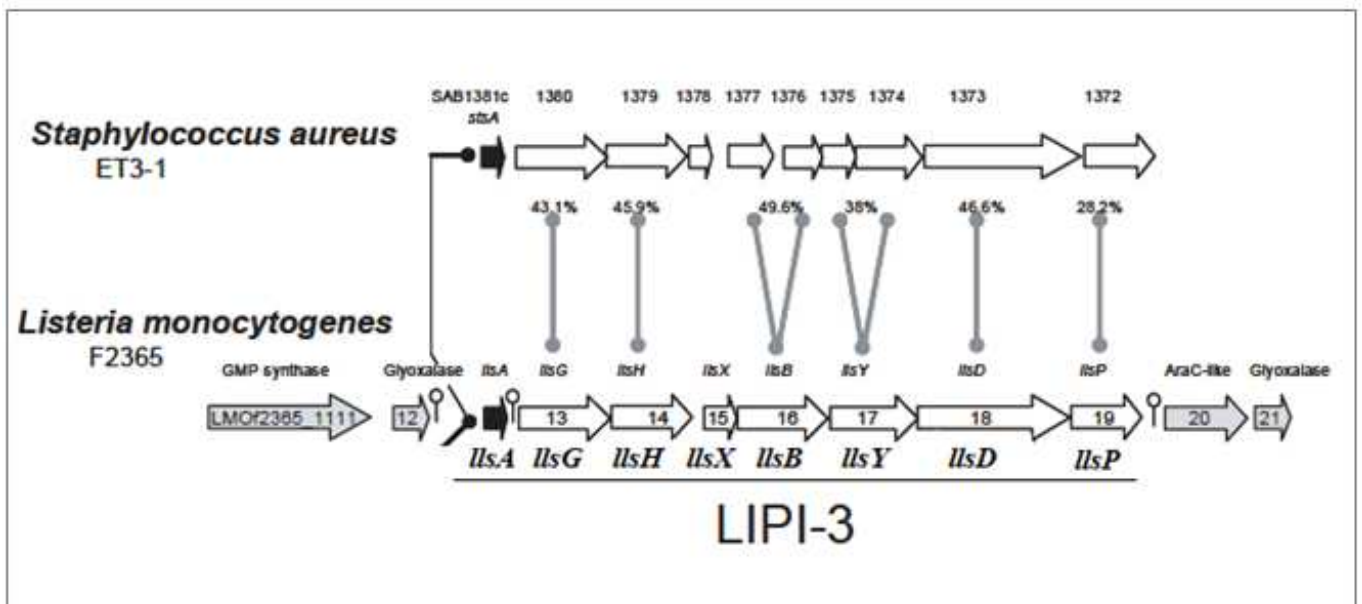 SAB1381c 1380 1379 1378 1377 1376 1375 1374 1373 1372
stsA
Staphylococcus aureus
ET3-1
43.1% 45.9% 49.6% 38% 46.6% 28.2%
Listeria monocytogenes
F2365
GMP synthase Glyoxalase llsA llsG llsH llsX llsB llsY llsD llsP AraC-like Glyoxalase
LMOf2365_1111 12 13 14 15 16 17 18 19 20 21
llsA llsG llsH llsX llsB llsY llsD llsP
LIPI-3